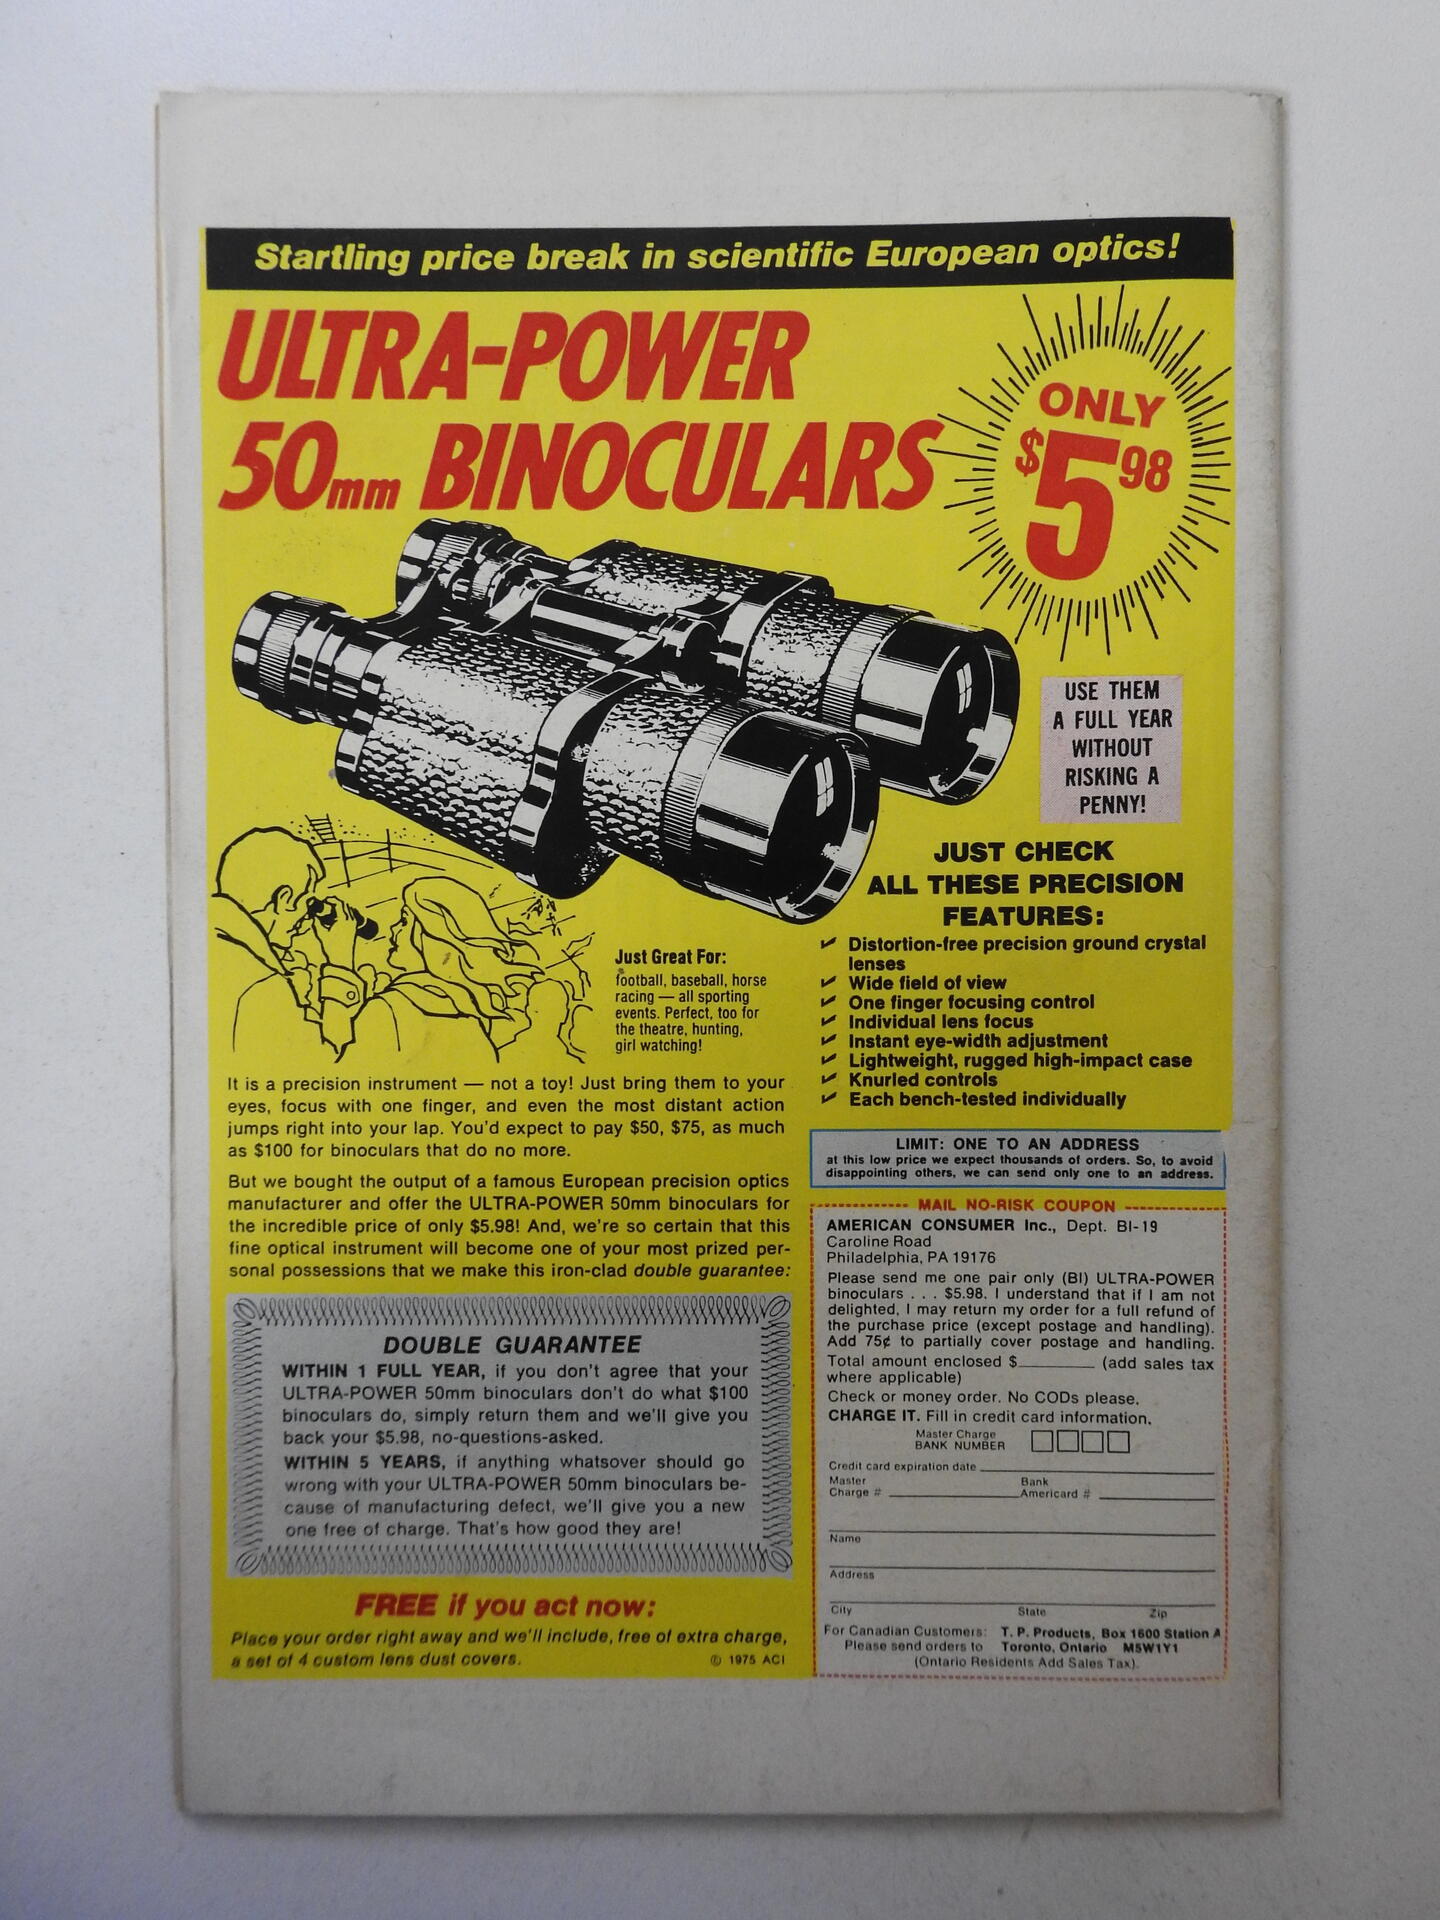 Startling price break in scientific European optics!
ULTRA-POWER
50mm BINOCULARS
ONLY
$5 98
USE THEM
A FULL YEAR
WITHOUT
RISKING A
PENNY!
JUST CHECK
ALL THESE PRECISION
FEATURES:
✔ Distortion-free precision ground crystal
lenses
✔ Wide field of view
✔ One finger focusing control
✔ Individual lens focus
✔ Instant eye-width adjustment
✔ Lightweight, rugged high-impact case
✔ Knurled controls
✔ Each bench-tested individually
Just Great For:
football, baseball, horse
racing — all sporting
events. Perfect, too for
the theatre, hunting,
girl watching!
It is a precision instrument — not a toy! Just bring them to your
eyes, focus with one finger, and even the most distant action
jumps right into your lap. You'd expect to pay $50, $75, as much
as $100 for binoculars that do no more.
But we bought the output of a famous European precision optics
manufacturer and offer the ULTRA-POWER 50mm binoculars for
the incredible price of only $5.98! And, we're so certain that this
fine optical instrument will become one of your most prized per-
sonal possessions that we make this iron-clad double guarantee:
DOUBLE GUARANTEE
WITHIN 1 FULL YEAR, if you don't agree that your
ULTRA-POWER 50mm binoculars don't do what $100
binoculars do, simply return them and we'll give you
back your $5.98, no-questions-asked.
WITHIN 5 YEARS, if anything whatsover should go
wrong with your ULTRA-POWER 50mm binoculars be-
cause of manufacturing defect, we'll give you a new
one free of charge. That's how good they are!
FREE if you act now:
Place your order right away and we'll include, free of extra charge,
a set of 4 custom lens dust covers.
© 1975 ACI
LIMIT: ONE TO AN ADDRESS
at this low price we expect thousands of orders. So, to avoid
disappointing others, we can send only one to an address.
MAIL NO-RISK COUPON
AMERICAN CONSUMER Inc., Dept. BI-19
Caroline Road
Philadelphia, PA 19176
Please send me one pair only (BI) ULTRA-POWER
binoculars . . . $5.98. I understand that if I am not
delighted, I may return my order for a full refund of
the purchase price (except postage and handling).
Add 75¢ to partially cover postage and handling.
Total amount enclosed $__________ (add sales tax
where applicable)
Check or money order. No CODs please.
CHARGE IT. Fill in credit card information.
Master Charge
BANK NUMBER
Credit card expiration date
Master Bank
Charge # Americard #
Name
Address
City State Zip
For Canadian Customers: T. P. Products, Box 1600 Station A
Please send orders to Toronto, Ontario M5W1Y1
(Ontario Residents Add Sales Tax).